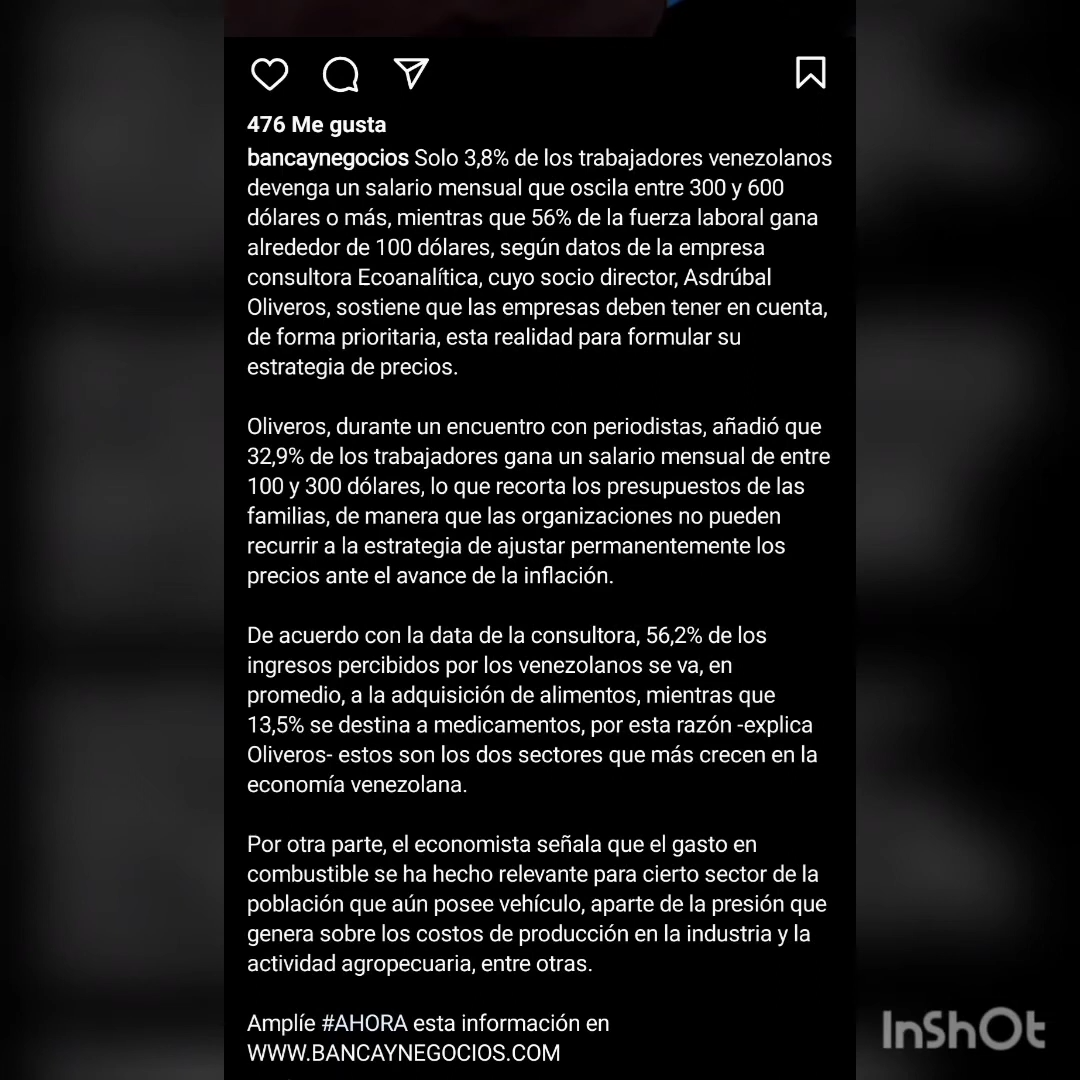 476 Me gusta
bancaynegocios Solo 3,8% de los trabajadores venezolanos
devenga un salario mensual que oscila entre 300 y 600
dólares o más, mientras que 56% de la fuerza laboral gana
alrededor de 100 dólares, según datos de la empresa
consultora Ecoanalítica, cuyo socio director, Asdrúbal
Oliveros, sostiene que las empresas deben tener en cuenta,
de forma prioritaria, esta realidad para formular su
estrategia de precios.
Oliveros, durante un encuentro con periodistas, añadió que
32,9% de los trabajadores gana un salario mensual de entre
100 y 300 dólares, lo que recorta los presupuestos de las
familias, de manera que las organizaciones no pueden
recurrir a la estrategia de ajustar permanentemente los
precios ante el avance de la inflación.
De acuerdo con la data de la consultora, 56,2% de los
ingresos percibidos por los venezolanos se va, en
promedio, a la adquisición de alimentos, mientras que
13,5% se destina a medicamentos, por esta razón -explica
Oliveros- estos son los dos sectores que más crecen en la
economía venezolana.
Por otra parte, el economista señala que el gasto en
combustible se ha hecho relevante para cierto sector de la
población que aún posee vehículo, aparte de la presión que
genera sobre los costos de producción en la industria y la
actividad agropecuaria, entre otras.
Amplíe #AHORA esta información en
WWW.BANCAYNEGOCIOS.COM
InShOt